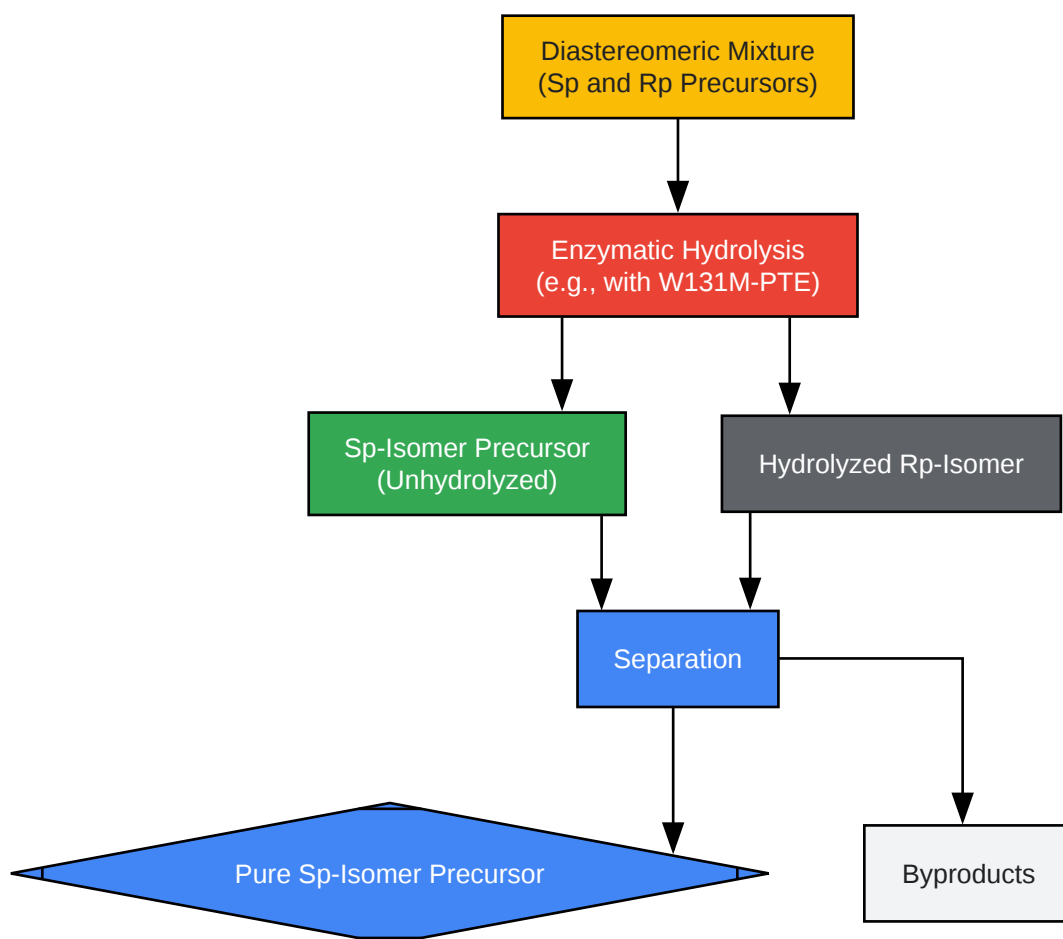 Diastereomeric Mixture
(Sp and Rp Precursors)
Enzymatic Hydrolysis
(e.g., with W131M-PTE)
Sp-Isomer Precursor
(Unhydrolyzed)
Hydrolyzed Rp-Isomer
Separation
Pure Sp-Isomer Precursor
Byproducts